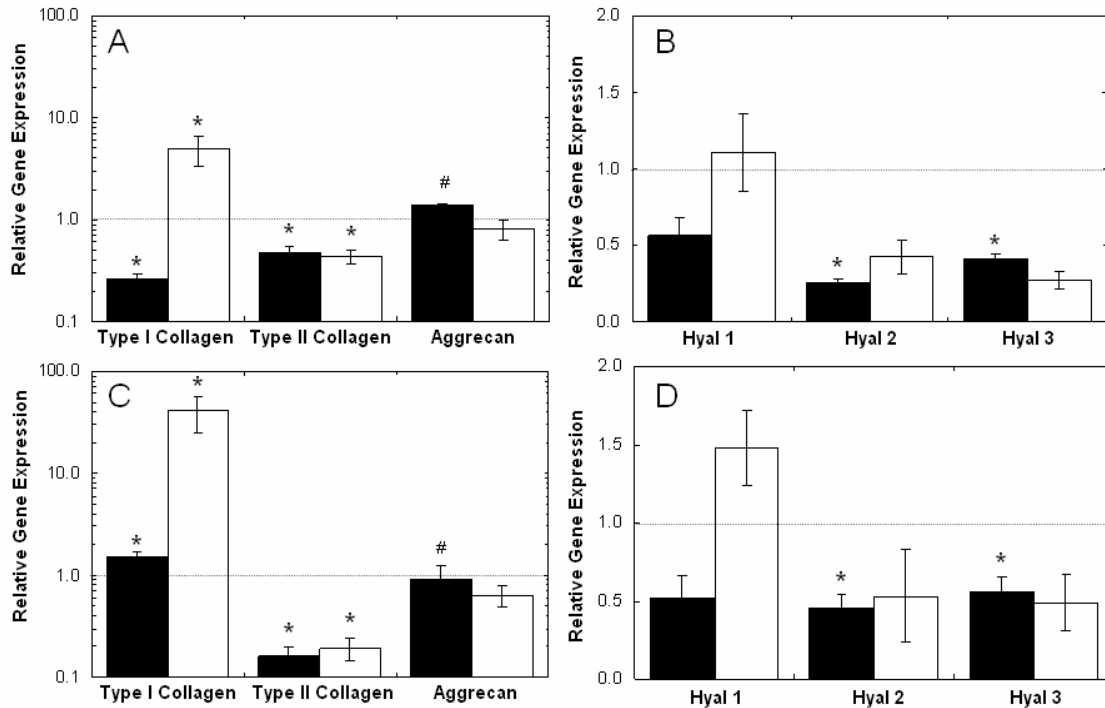 A
Relative Gene Expression
100.0
10.0
1.0
0.1
*
*
*
*
#
Type I Collagen
Type II Collagen
Aggrecan
B
Relative Gene Expression
2.0
1.5
1.0
0.5
0.0
*
*
Hyal 1
Hyal 2
Hyal 3
C
Relative Gene Expression
100.0
10.0
1.0
0.1
*
*
*
*
#
Type I Collagen
Type II Collagen
Aggrecan
D
Relative Gene Expression
2.0
1.5
1.0
0.5
0.0
*
*
Hyal 1
Hyal 2
Hyal 3